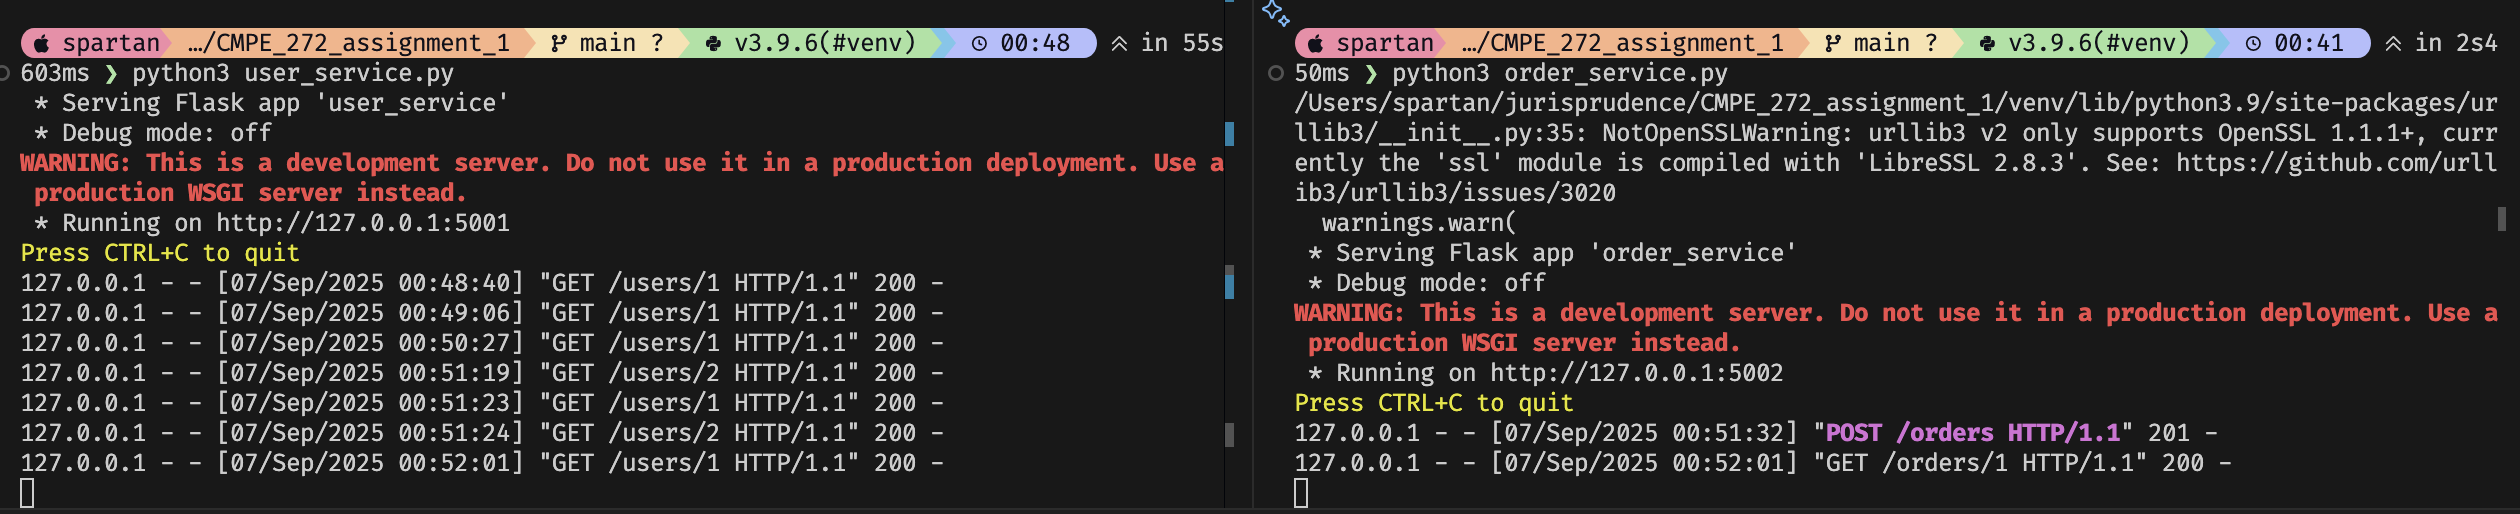 spartan …/CMPE_272_assignment_1 main ? v3.9.6(#venv) 00:48 in 55s
603ms ❯ python3 user_service.py
 * Serving Flask app 'user_service'
 * Debug mode: off
WARNING: This is a development server. Do not use it in a production deployment. Use a
 production WSGI server instead.
 * Running on http://127.0.0.1:5001
Press CTRL+C to quit
127.0.0.1 - - [07/Sep/2025 00:48:40] "GET /users/1 HTTP/1.1" 200 -
127.0.0.1 - - [07/Sep/2025 00:49:06] "GET /users/1 HTTP/1.1" 200 -
127.0.0.1 - - [07/Sep/2025 00:50:27] "GET /users/1 HTTP/1.1" 200 -
127.0.0.1 - - [07/Sep/2025 00:51:19] "GET /users/2 HTTP/1.1" 200 -
127.0.0.1 - - [07/Sep/2025 00:51:23] "GET /users/1 HTTP/1.1" 200 -
127.0.0.1 - - [07/Sep/2025 00:51:24] "GET /users/2 HTTP/1.1" 200 -
127.0.0.1 - - [07/Sep/2025 00:52:01] "GET /users/1 HTTP/1.1" 200 -
spartan …/CMPE_272_assignment_1 main ? v3.9.6(#venv) 00:41 in 2s4
50ms ❯ python3 order_service.py
/Users/spartan/jurisprudence/CMPE_272_assignment_1/venv/lib/python3.9/site-packages/ur
llib3/__init__.py:35: NotOpenSSLWarning: urllib3 v2 only supports OpenSSL 1.1.1+, curr
ently the 'ssl' module is compiled with 'LibreSSL 2.8.3'. See: https://github.com/urll
ib3/urllib3/issues/3020
  warnings.warn(
 * Serving Flask app 'order_service'
 * Debug mode: off
WARNING: This is a development server. Do not use it in a production deployment. Use a
 production WSGI server instead.
 * Running on http://127.0.0.1:5002
Press CTRL+C to quit
127.0.0.1 - - [07/Sep/2025 00:51:32] "POST /orders HTTP/1.1" 201 -
127.0.0.1 - - [07/Sep/2025 00:52:01] "GET /orders/1 HTTP/1.1" 200 -